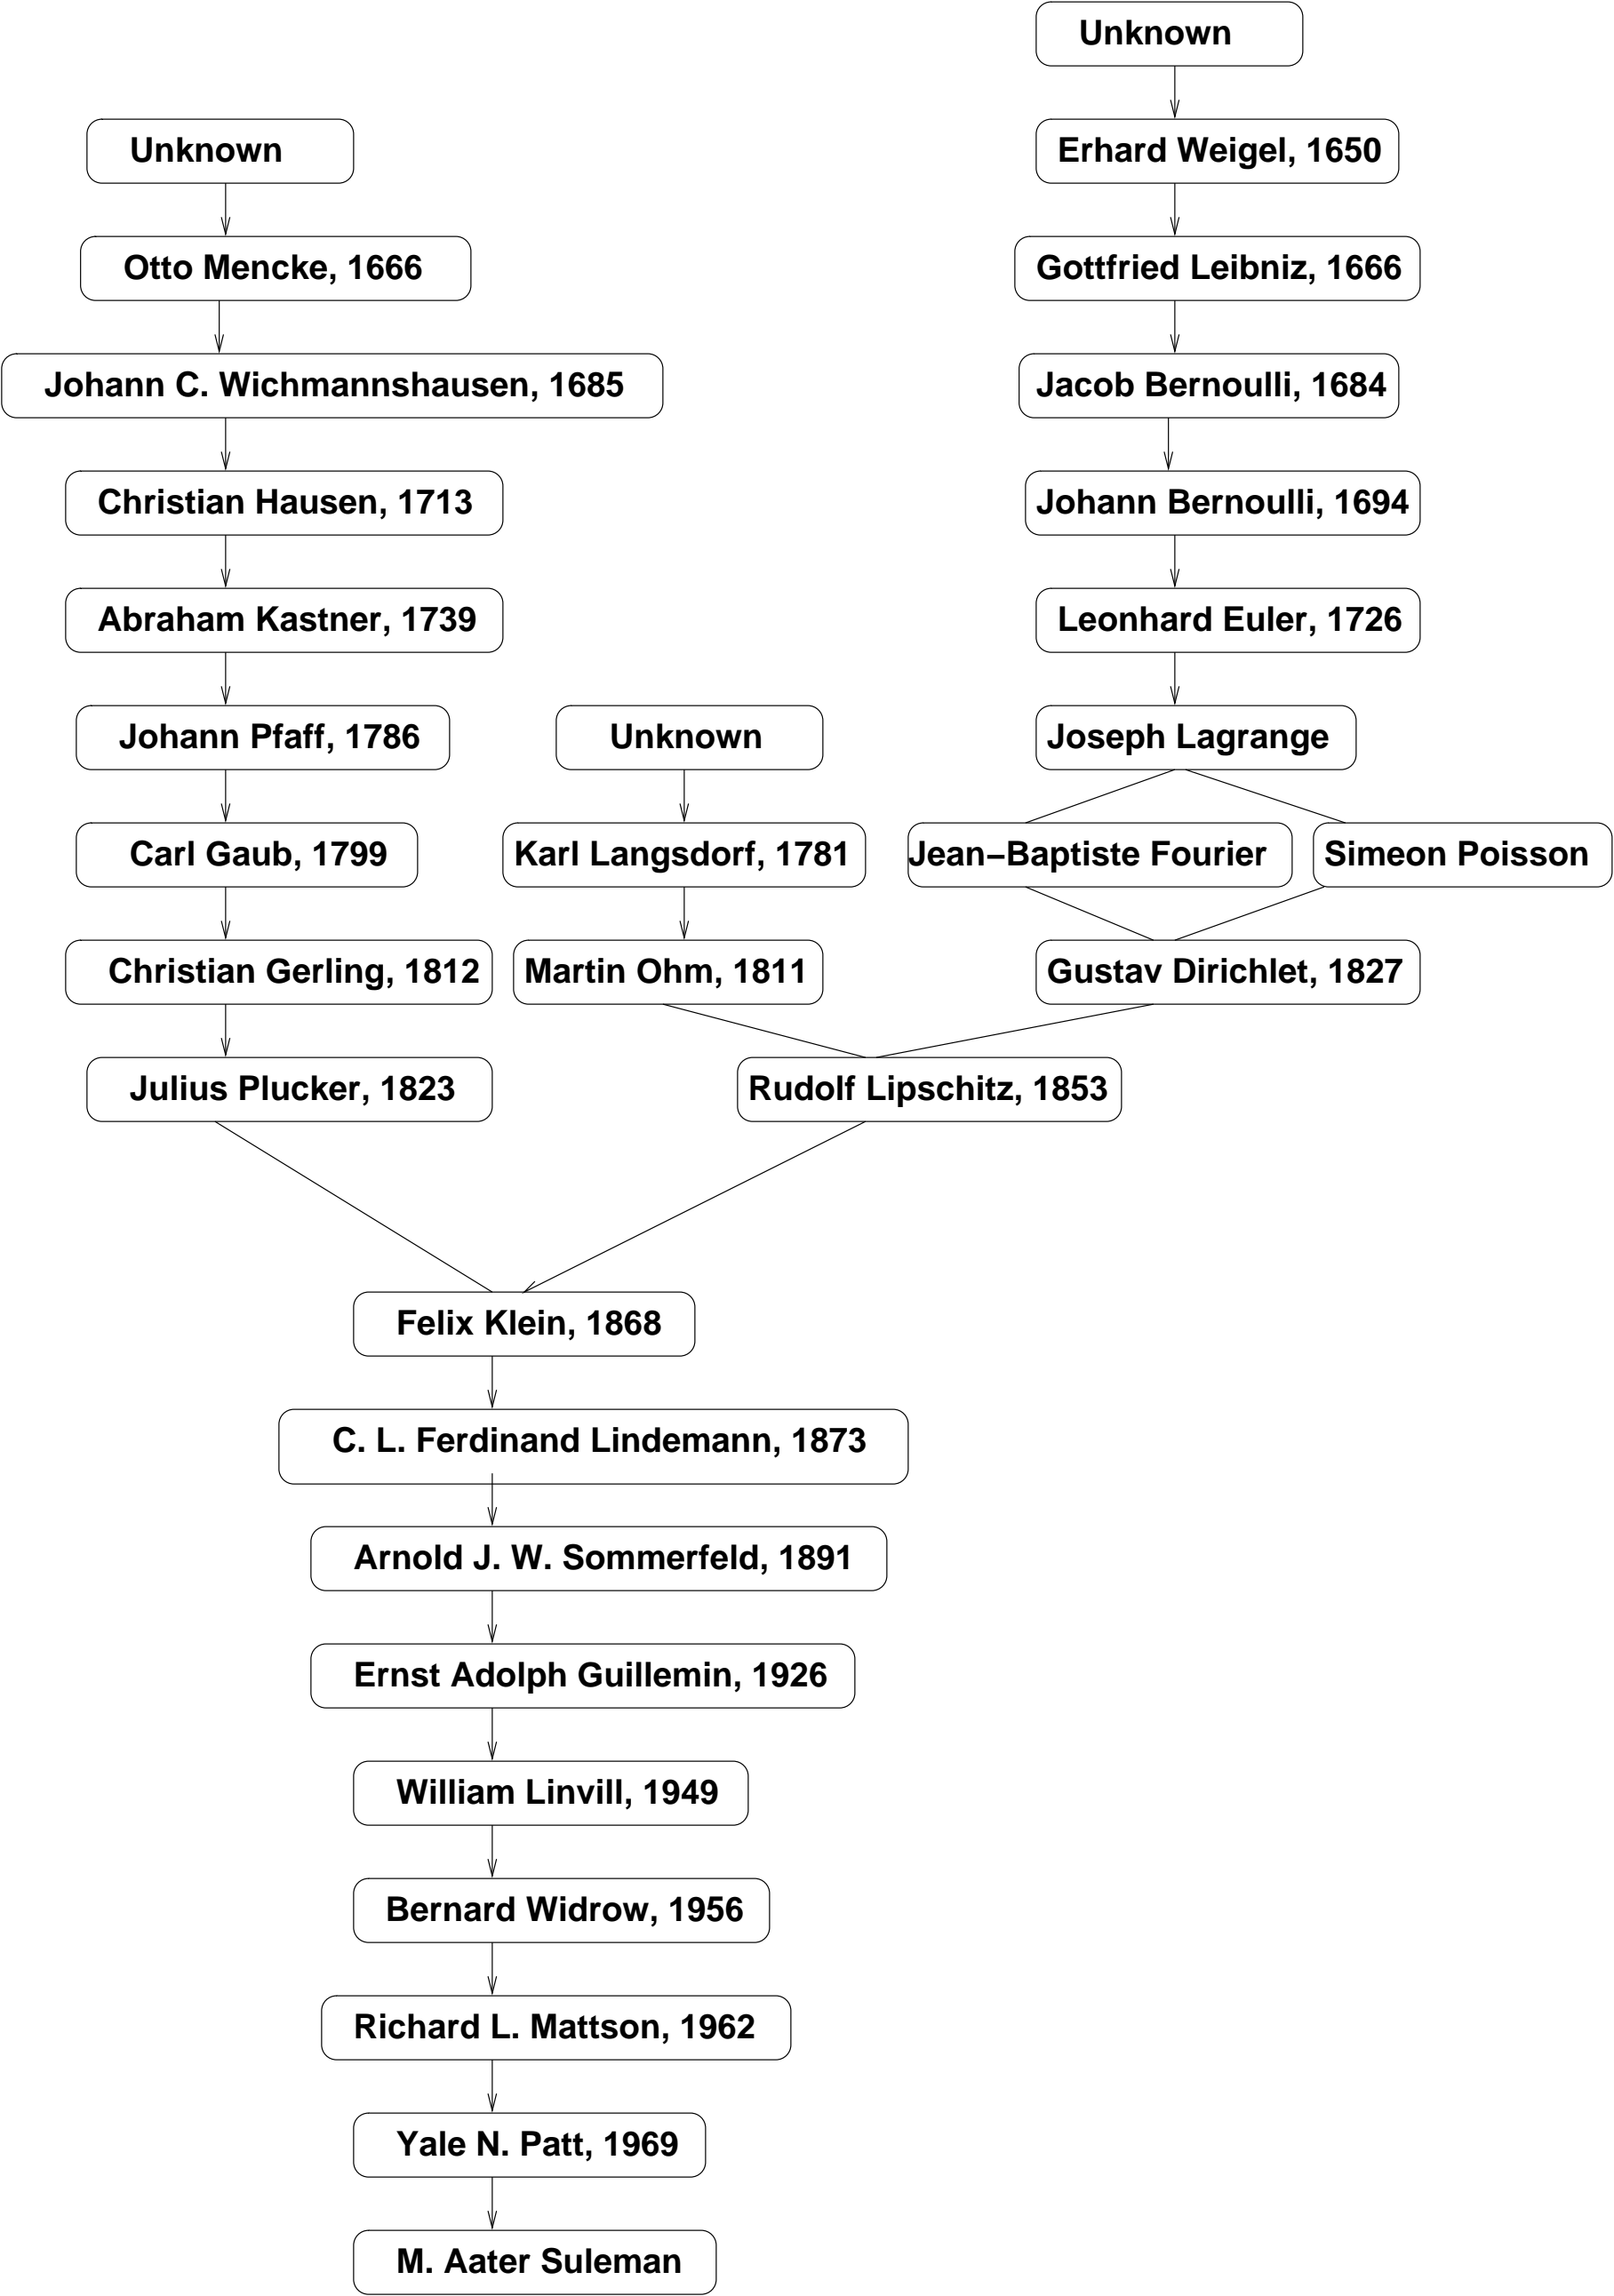 Unknown
Unknown
Erhard Weigel, 1650
Otto Mencke, 1666
Gottfried Leibniz, 1666
Johann C. Wichmannshausen, 1685
Jacob Bernoulli, 1684
Christian Hausen, 1713
Johann Bernoulli, 1694
Abraham Kastner, 1739
Leonhard Euler, 1726
Johann Pfaff, 1786
Unknown
Joseph Lagrange
Carl Gaub, 1799
Karl Langsdorf, 1781
Jean−Baptiste Fourier
Simeon Poisson
Christian Gerling, 1812
Martin Ohm, 1811
Gustav Dirichlet, 1827
Julius Plucker, 1823
Rudolf Lipschitz, 1853
Felix Klein, 1868
C. L. Ferdinand Lindemann, 1873
Arnold J. W. Sommerfeld, 1891
Ernst Adolph Guillemin, 1926
William Linvill, 1949
Bernard Widrow, 1956
Richard L. Mattson, 1962
Yale N. Patt, 1969
M. Aater Suleman